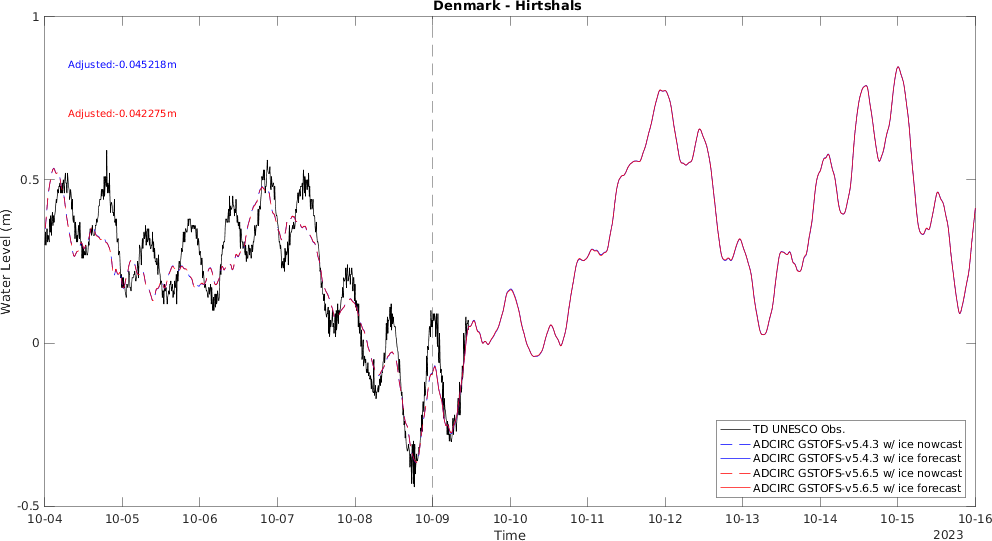 Denmark - Hirtshals
Adjusted:-0.045218m
Adjusted:-0.042275m
Water Level (m)
1
0.5
0
-0.5
TD UNESCO Obs.
ADCIRC GSTOFS-v5.4.3 w/ ice nowcast
ADCIRC GSTOFS-v5.4.3 w/ ice forecast
ADCIRC GSTOFS-v5.6.5 w/ ice nowcast
ADCIRC GSTOFS-v5.6.5 w/ ice forecast
10-04 10-05 10-06 10-07 10-08 10-09 10-10 10-11 10-12 10-13 10-14 10-15 10-16
Time
2023